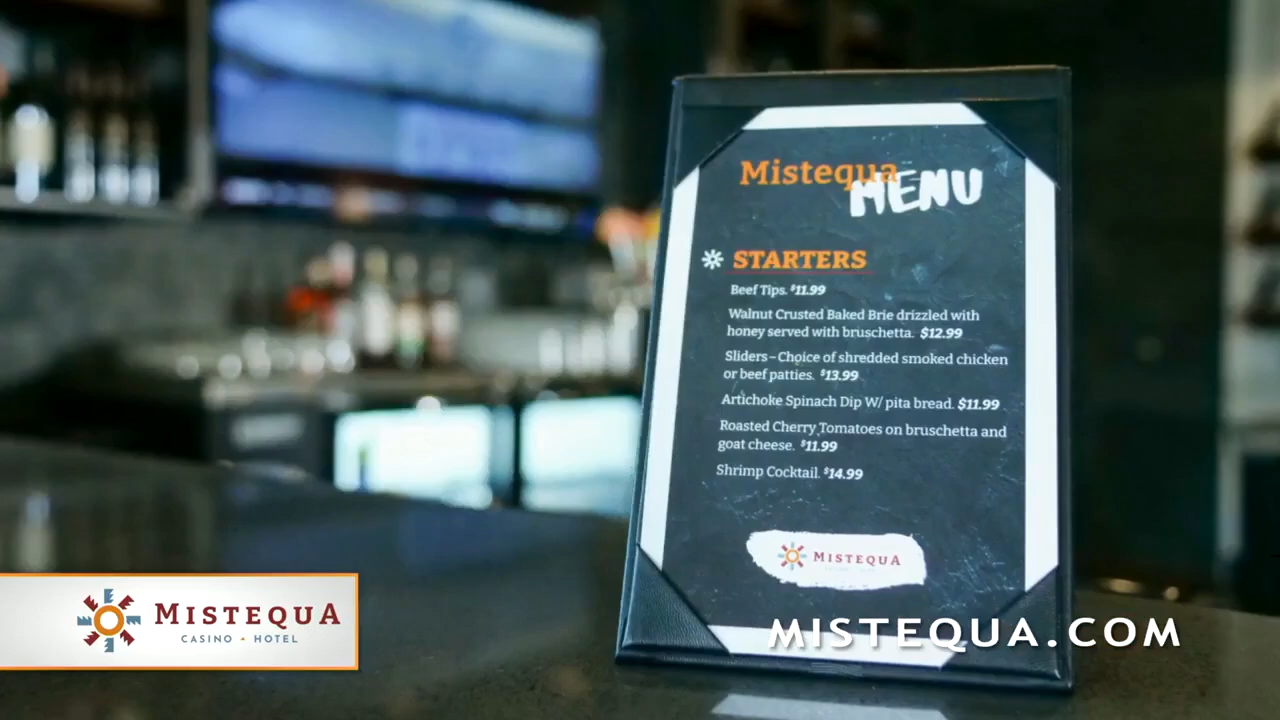 Mistequa
MENU
STARTERS
Beef Tips. $11.99
Walnut Crusted Baked Brie drizzled with
honey served with bruschetta. $12.99
Sliders – Choice of shredded smoked chicken
or beef patties. $13.99
Artichoke Spinach Dip W/ pita bread. $11.99
Roasted Cherry Tomatoes on bruschetta and
goat cheese. $11.99
Shrimp Cocktail. $14.99
MISTEQUA
MISTEQUA
CASINO • HOTEL
MISTEQUA.COM